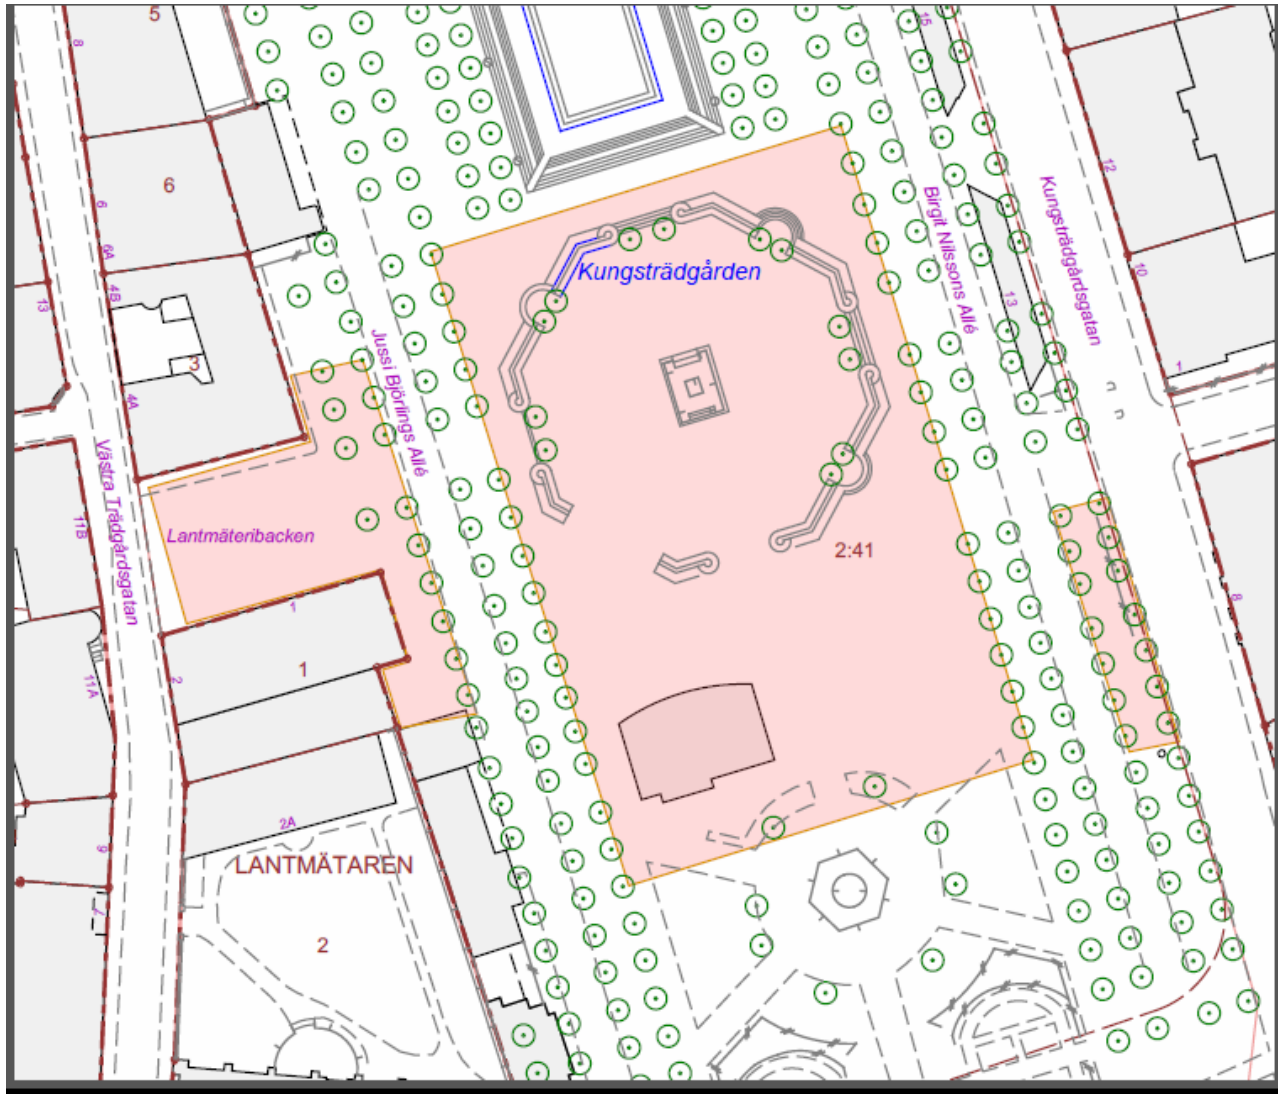 5
15
8
6
12
6
Kungsträdgårdsgatan
Birgit Nilssons Allé
6A
10
Kungsträdgården
4B
13
13
Jussi Björlings Allé
3
1
4A
Västra Trädgårdsgatan
11B
Lantmäteribacken
2:41
1
8
1
2
11A
2A
LANTMÄTAREN
9
7
2